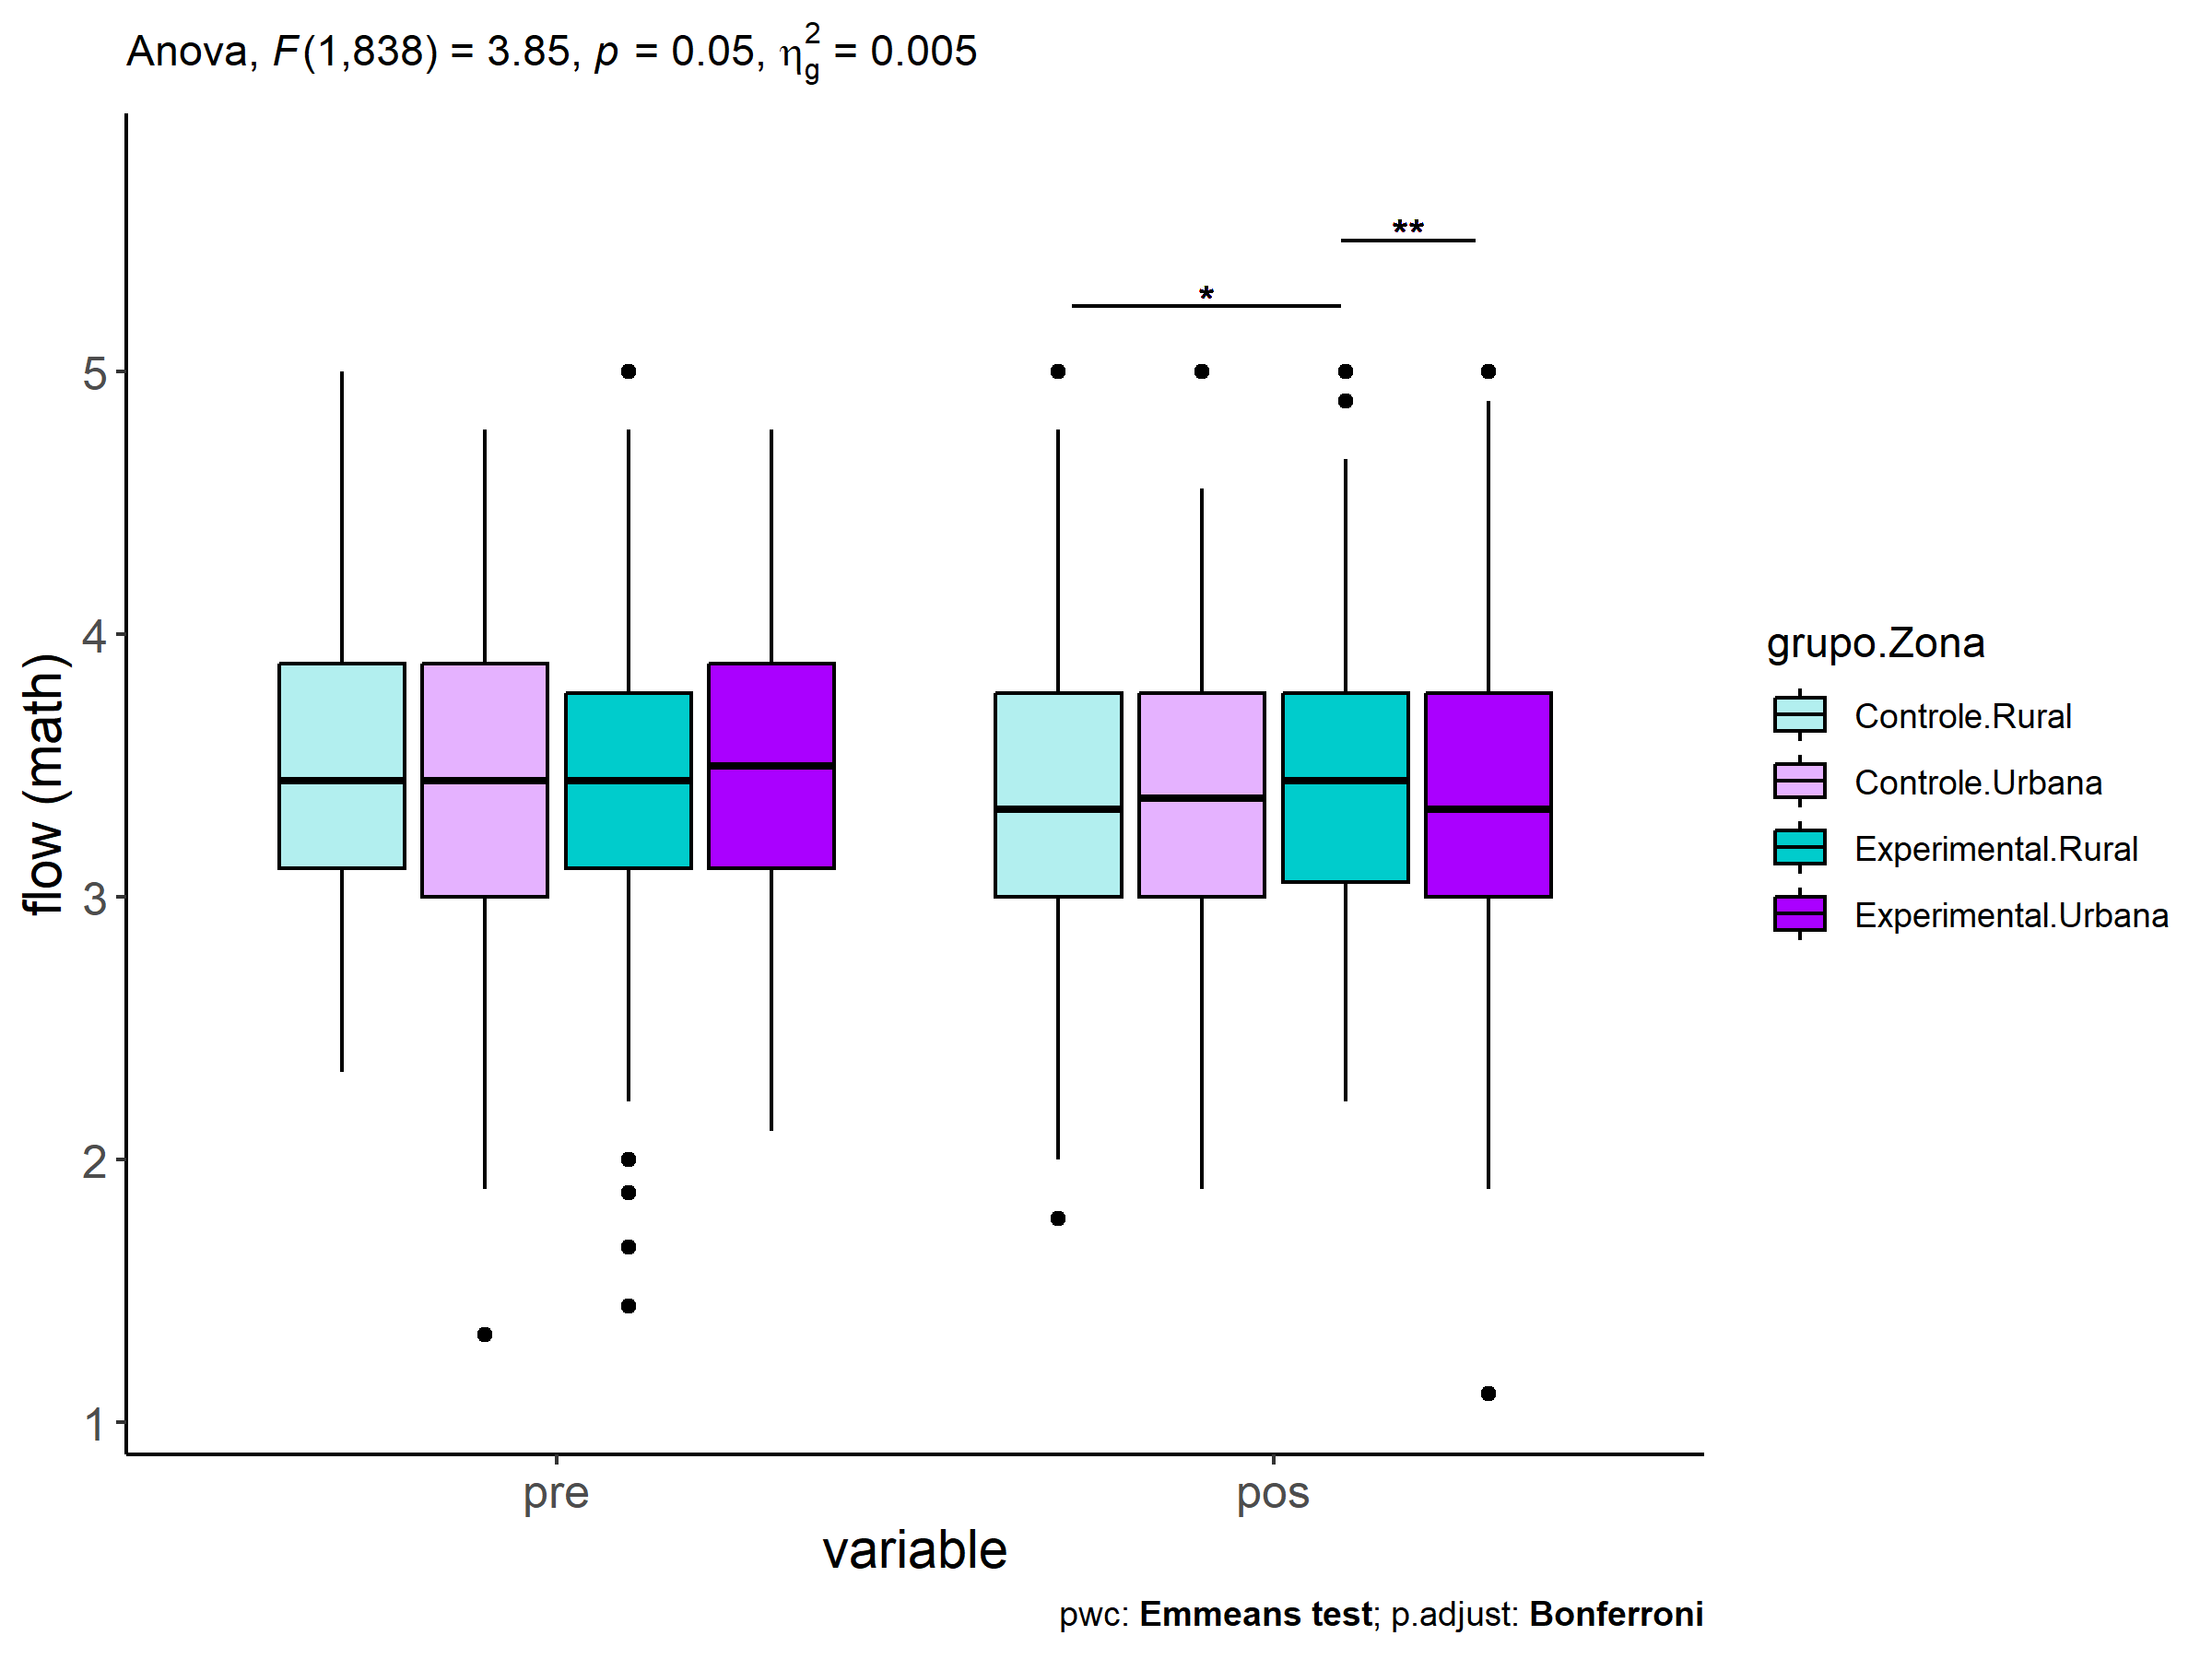 Anova, F(1,838) = 3.85, p = 0.05, η²g = 0.005
**
*
5
4
3
2
1
flow (math)
pre
pos
variable
grupo.Zona
Controle.Rural
Controle.Urbana
Experimental.Rural
Experimental.Urbana
pwc: Emmeans test; p.adjust: Bonferroni